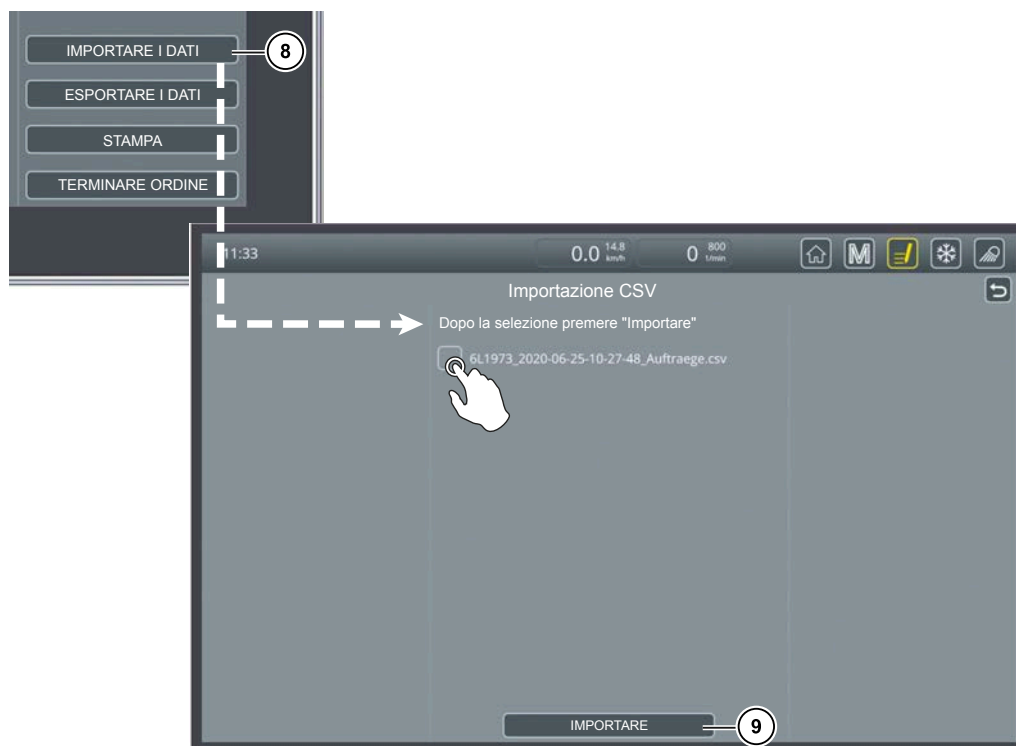 IMPORTARE I DATI
8
ESPORTARE I DATI
STAMPA
TERMINARE ORDINE
11:33
0.0 14.8 km/h
0 800 1/min
M
Importazione CSV
Dopo la selezione premere "Importare"
6L1973_2020-06-25-10-27-48_Auftraege.csv
IMPORTARE
9